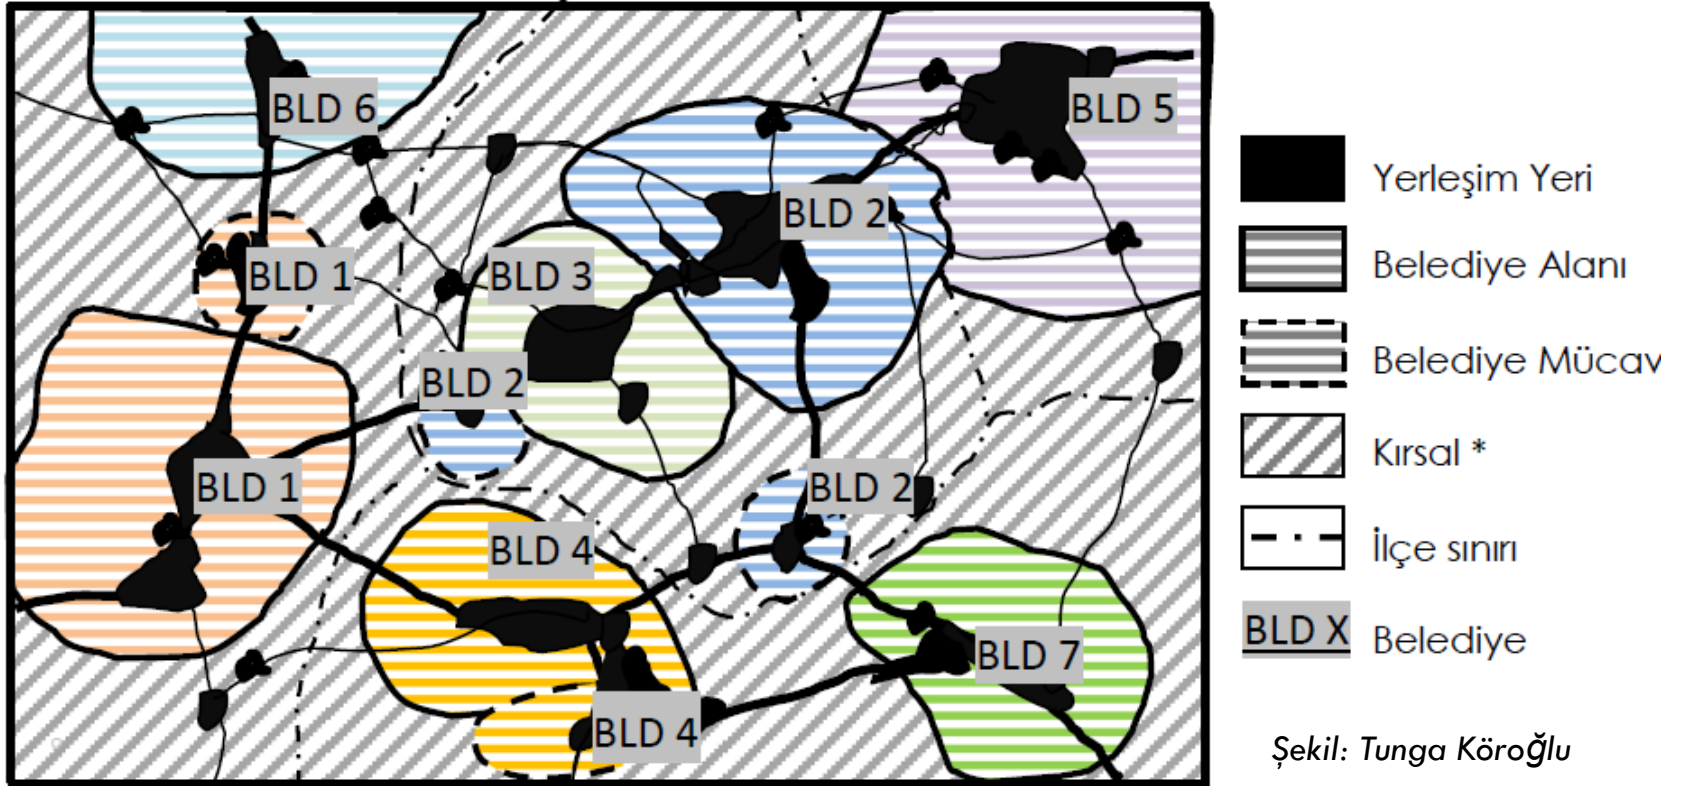 BLD 6
BLD 5
BLD 2
BLD 1
BLD 3
BLD 2
BLD 1
BLD 2
BLD 4
BLD 7
BLD 4
Yerleşim Yeri
Belediye Alanı
Belediye Mücav
Kırsal *
İlçe sınırı
BLD X Belediye
Şekil: Tunga Köroğlu